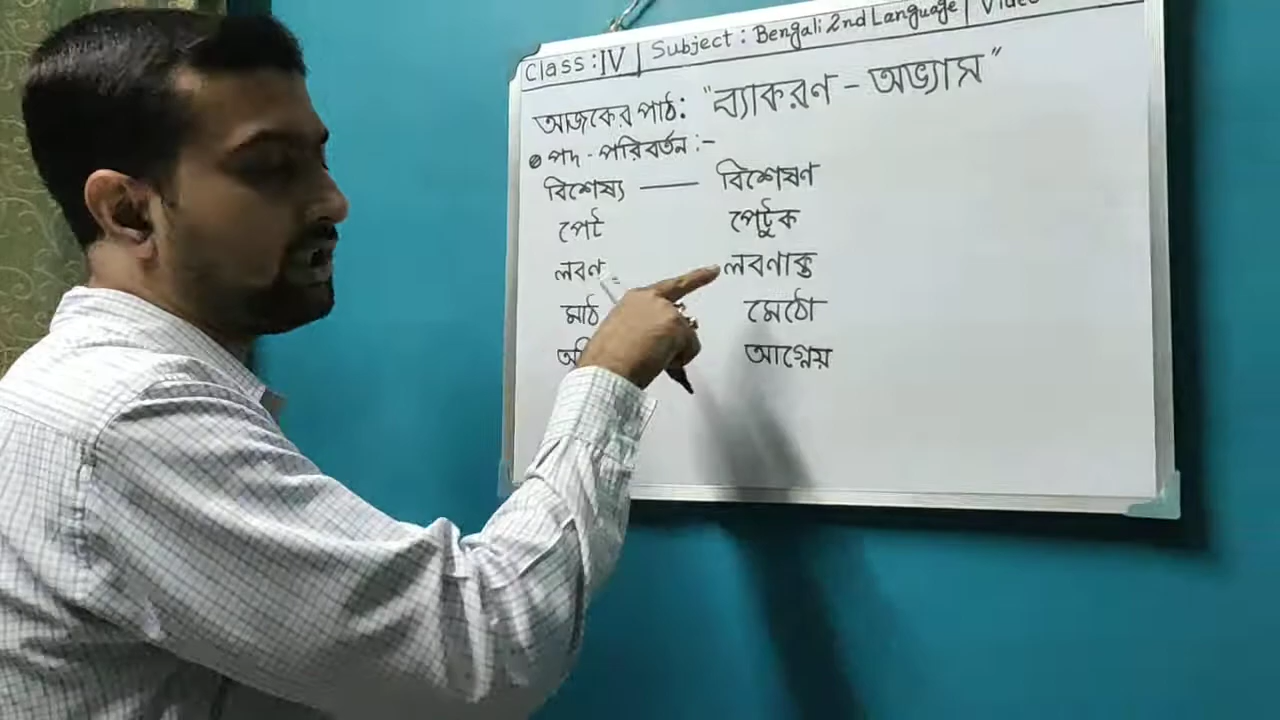 Class : IV | Subject : Bengali 2nd Language | Video
আজকের পাঠ : "ব্যাকরণ - অভ্যাস"
পদ - পরিবর্তন :-
বিশেষ্য — বিশেষণ
পেট পেটুক
লবণ লবণাক্ত
মাঠ মেঠো
আগ্নেয়